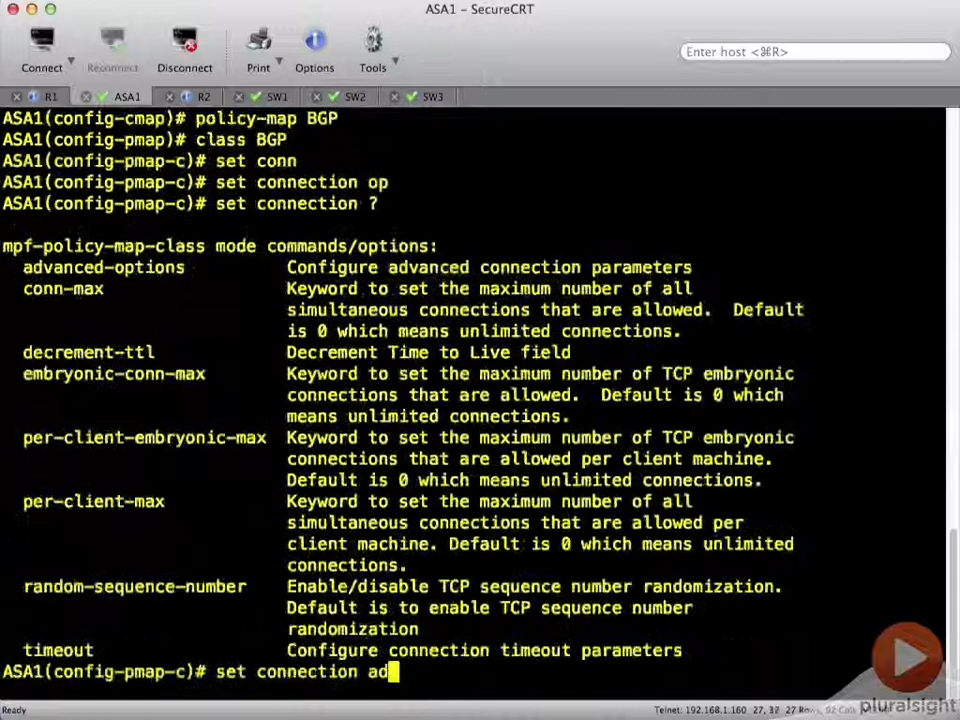 ASA1 - SecureCRT
Enter host <⌘R>
Connect
Reconnect
Disconnect
Print
Options
Tools
R1
ASA1
R2
SW1
SW2
SW3
ASA1(config-cmap)# policy-map BGP
ASA1(config-pmap)# class BGP
ASA1(config-pmap-c)# set conn
ASA1(config-pmap-c)# set connection op
ASA1(config-pmap-c)# set connection ?
mpf-policy-map-class mode commands/options:
advanced-options Configure advanced connection parameters
conn-max Keyword to set the maximum number of all
simultaneous connections that are allowed. Default
is 0 which means unlimited connections.
decrement-ttl Decrement Time to Live field
embryonic-conn-max Keyword to set the maximum number of TCP embryonic
connections that are allowed. Default is 0 which
means unlimited connections.
per-client-embryonic-max Keyword to set the maximum number of TCP embryonic
connections that are allowed per client machine.
Default is 0 which means unlimited connections.
per-client-max Keyword to set the maximum number of all
simultaneous connections that are allowed per
client machine. Default is 0 which means unlimited
connections.
random-sequence-number Enable/disable TCP sequence number randomization.
Default is to enable TCP sequence number
randomization
timeout Configure connection timeout parameters
ASA1(config-pmap-c)# set connection ad
Ready
Telnet: 192.168.1.160 27, 32 27 Rows, 92 Cols
pluralsight